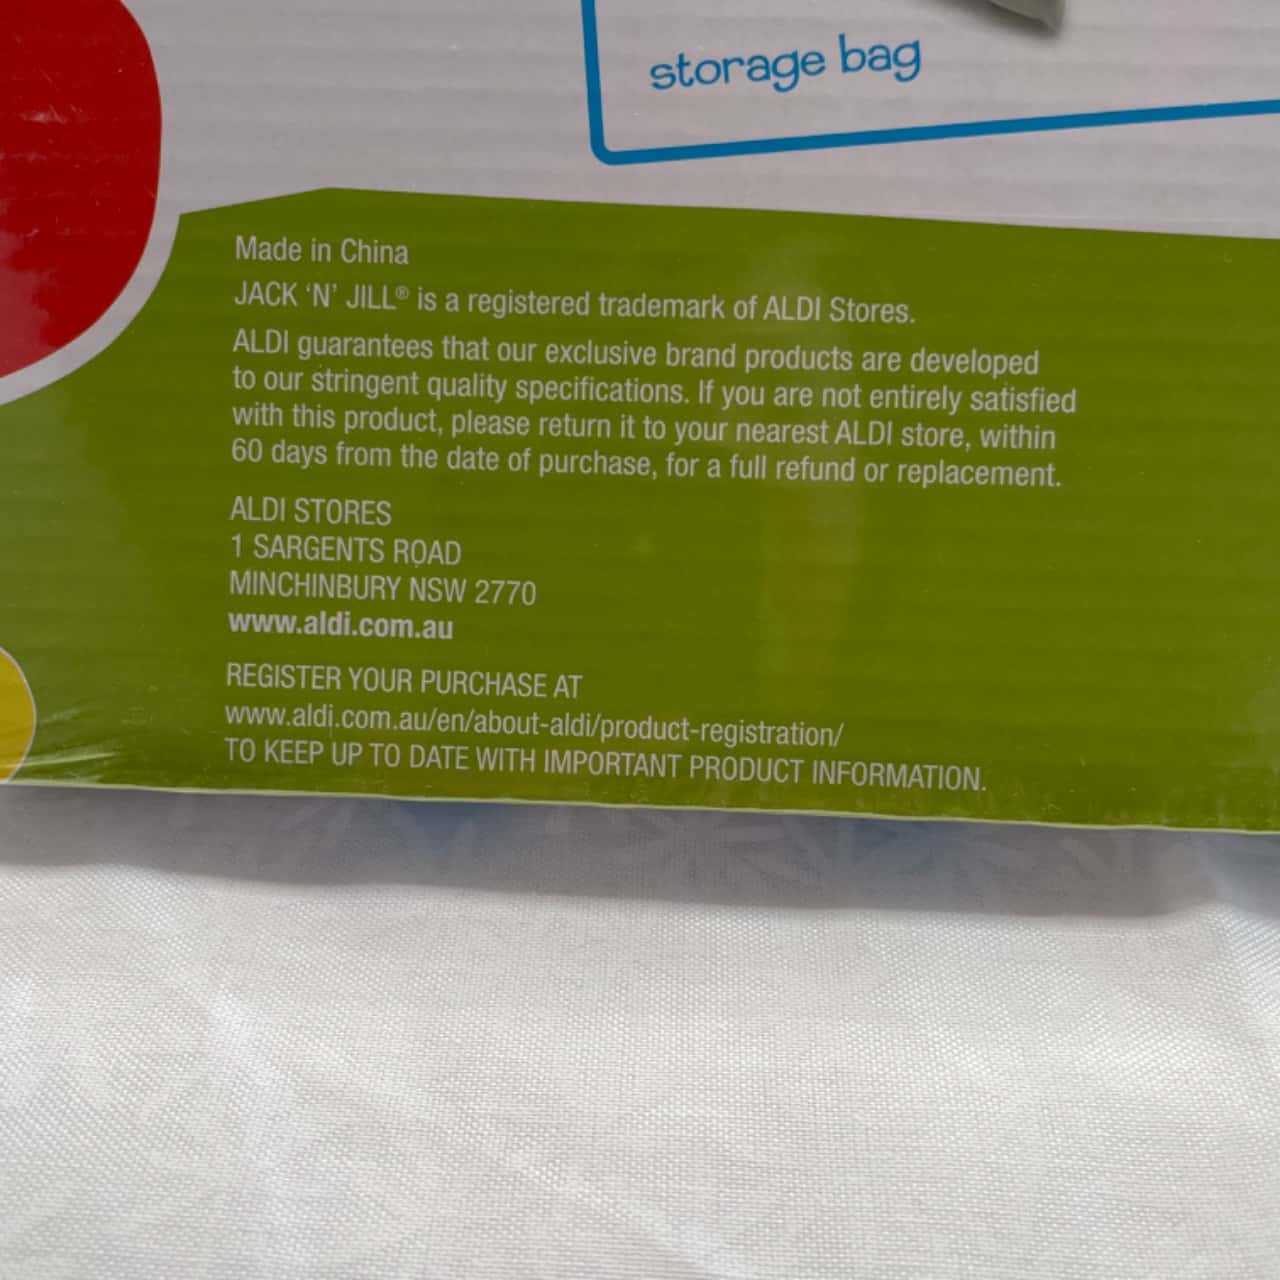 storage bag
Made in China
JACK ‘N’ JILL® is a registered trademark of ALDI Stores.
ALDI guarantees that our exclusive brand products are developed
to our stringent quality specifications. If you are not entirely satisfied
with this product, please return it to your nearest ALDI store, within
60 days from the date of purchase, for a full refund or replacement.
ALDI STORES
1 SARGENTS ROAD
MINCHINBURY NSW 2770
www.aldi.com.au
REGISTER YOUR PURCHASE AT
www.aldi.com.au/en/about-aldi/product-registration/
TO KEEP UP TO DATE WITH IMPORTANT PRODUCT INFORMATION.